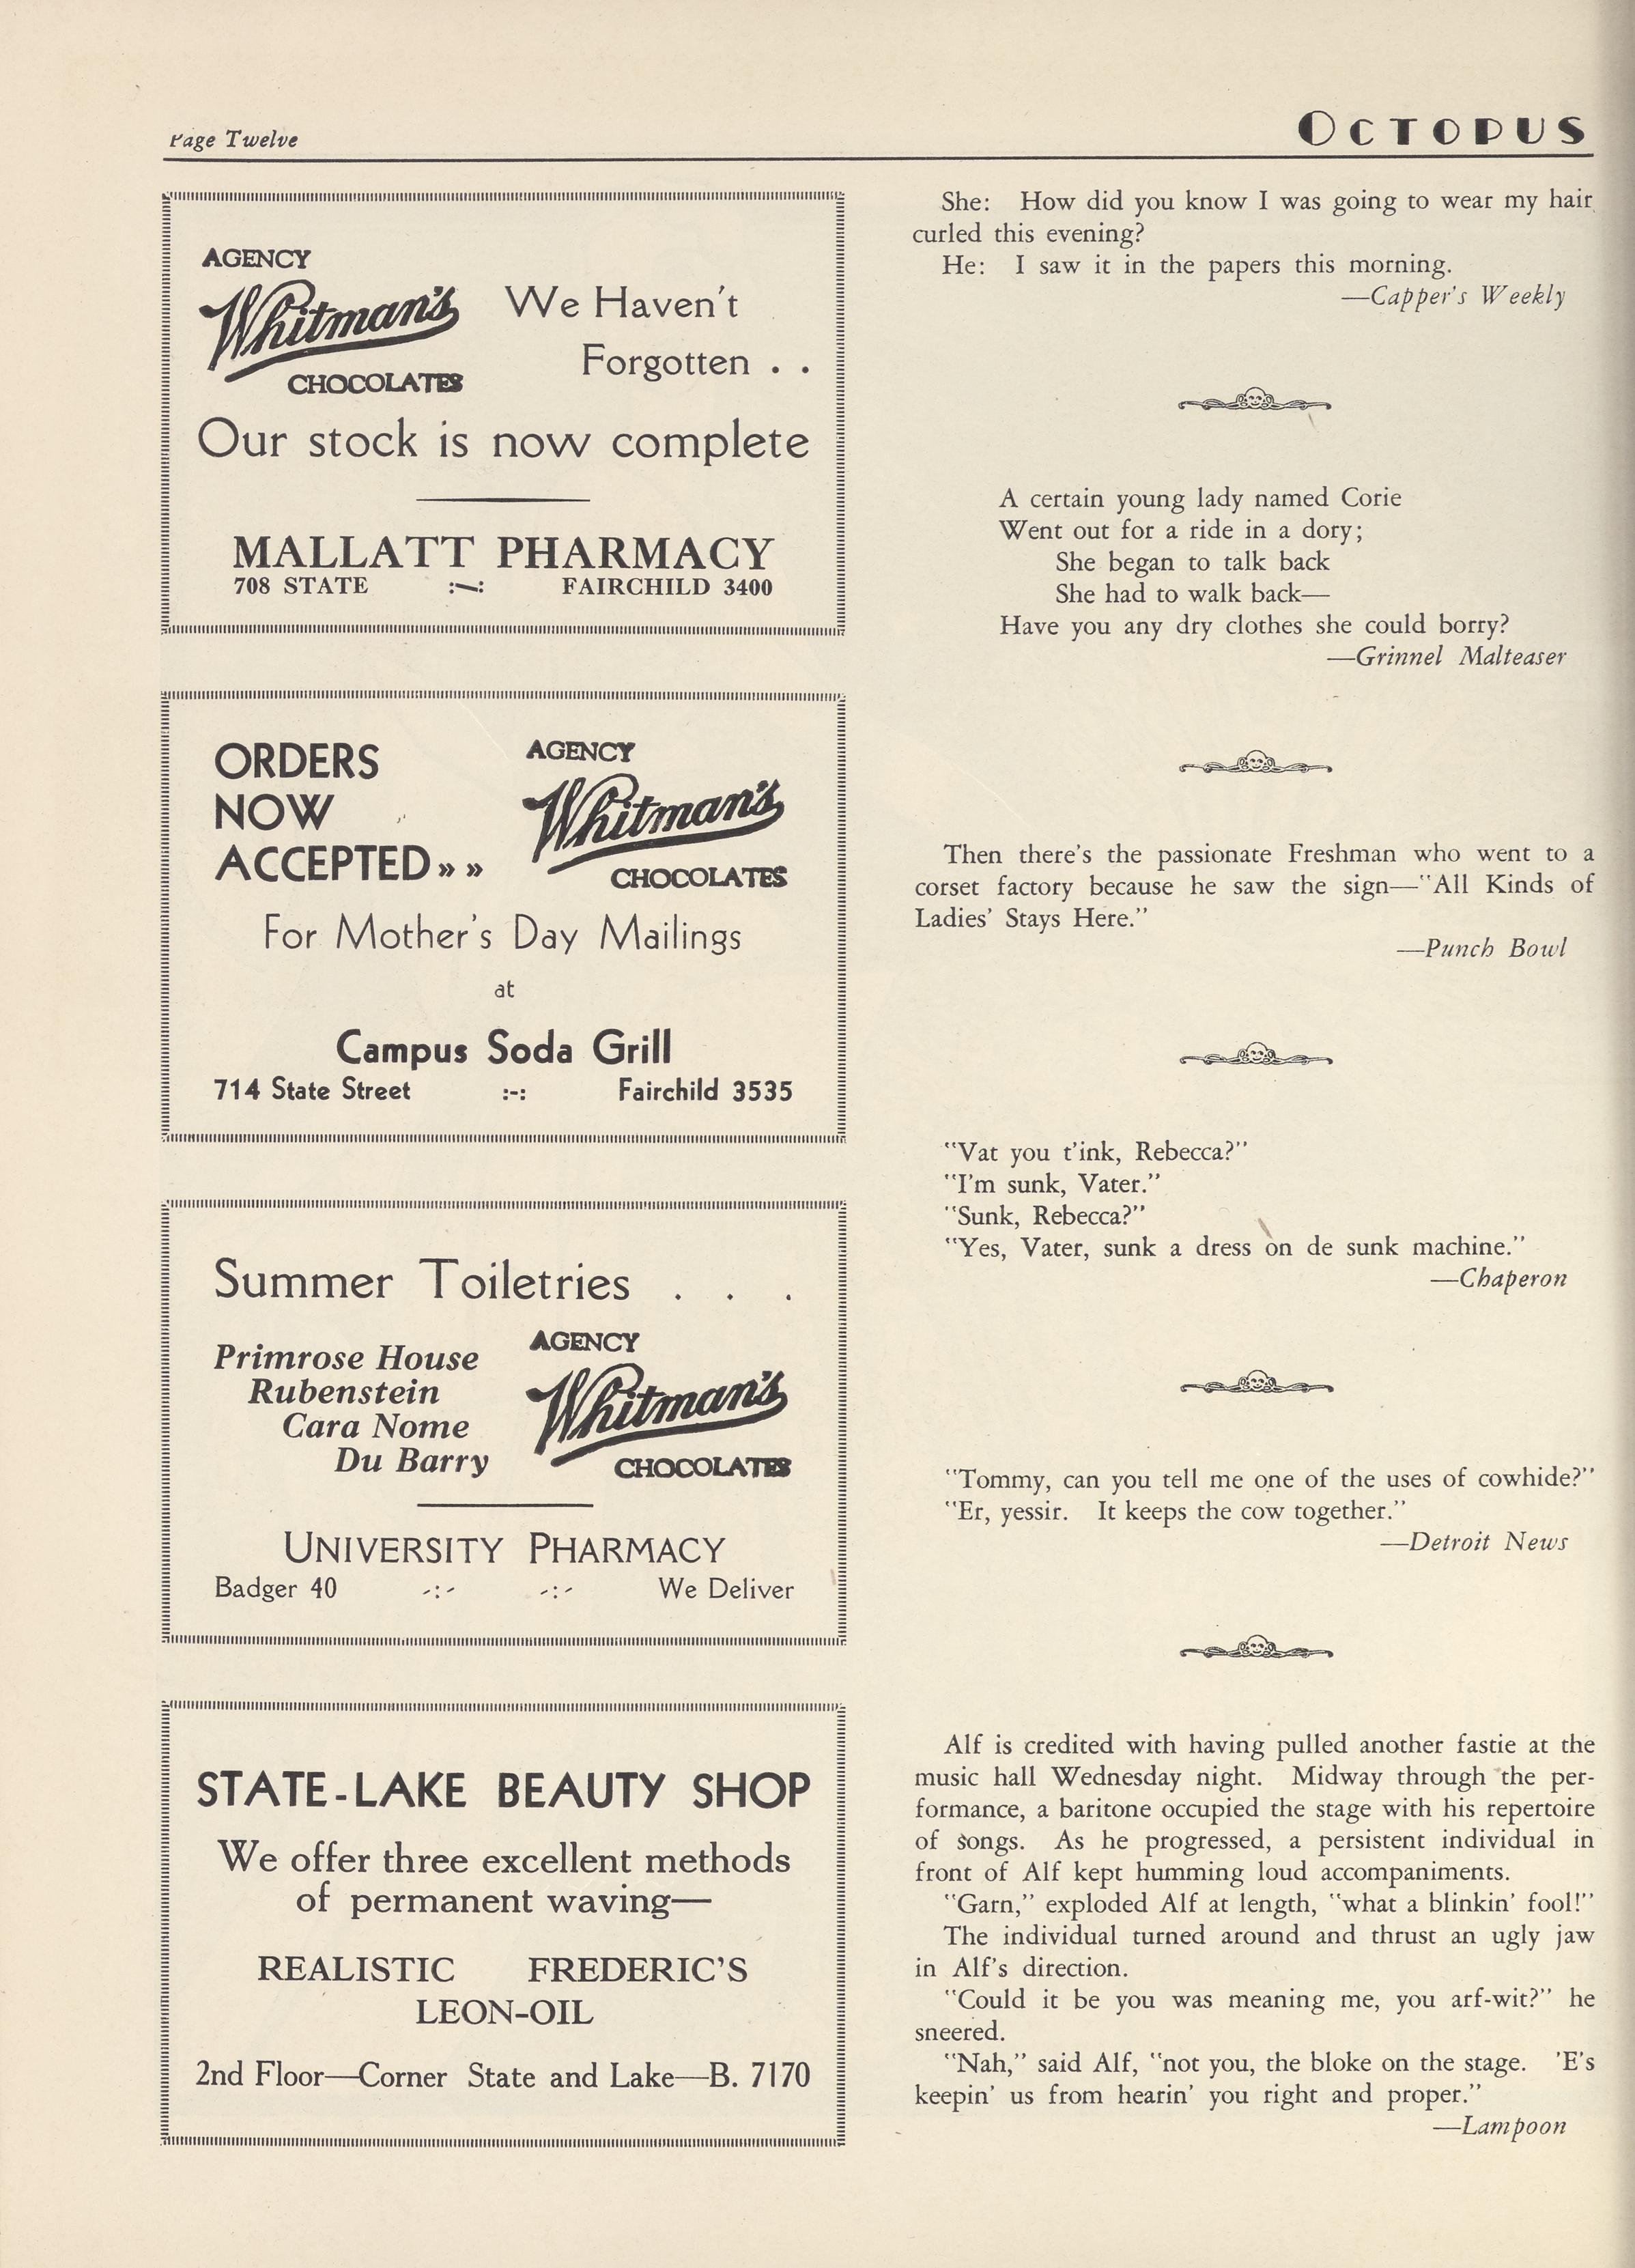 Page Twelve
OCTOPUS
AGENCY
Whitman's
CHOCOLATES
We Haven't
Forgotten . .
Our stock is now complete
MALLATT PHARMACY
708 STATE :—: FAIRCHILD 3400
ORDERS
NOW
ACCEPTED » »
AGENCY
Whitman's
CHOCOLATES
For Mother's Day Mailings
at
Campus Soda Grill
714 State Street :-: Fairchild 3535
Summer Toiletries . . .
Primrose House
Rubenstein
Cara Nome
Du Barry
AGENCY
Whitman's
CHOCOLATES
UNIVERSITY PHARMACY
Badger 40 -:- -:- We Deliver
STATE-LAKE BEAUTY SHOP
We offer three excellent methods
of permanent waving—
REALISTIC FREDERIC'S
LEON-OIL
2nd Floor—Corner State and Lake—B. 7170
She: How did you know I was going to wear my hair
curled this evening?
He: I saw it in the papers this morning.
—Capper's Weekly
A certain young lady named Corie
Went out for a ride in a dory;
She began to talk back
She had to walk back—
Have you any dry clothes she could borry?
—Grinnel Malteaser
Then there's the passionate Freshman who went to a
corset factory because he saw the sign—"All Kinds of
Ladies' Stays Here."
—Punch Bowl
"Vat you t'ink, Rebecca?"
"I'm sunk, Vater."
"Sunk, Rebecca?"
"Yes, Vater, sunk a dress on de sunk machine."
—Chaperon
"Tommy, can you tell me one of the uses of cowhide?"
"Er, yessir. It keeps the cow together."
—Detroit News
Alf is credited with having pulled another fastie at the
music hall Wednesday night. Midway through the per-
formance, a baritone occupied the stage with his repertoire
of songs. As he progressed, a persistent individual in
front of Alf kept humming loud accompaniments.
"Garn," exploded Alf at length, "what a blinkin' fool!"
The individual turned around and thrust an ugly jaw
in Alf's direction.
"Could it be you was meaning me, you arf-wit?" he
sneered.
"Nah," said Alf, "not you, the bloke on the stage. 'E's
keepin' us from hearin' you right and proper."
—Lampoon